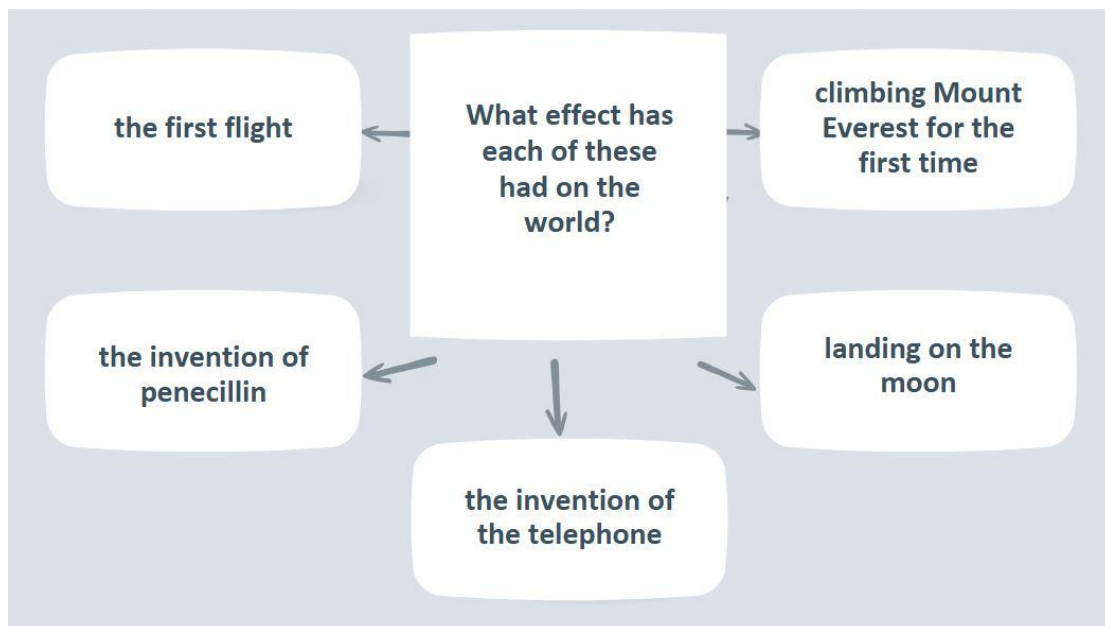 What effect has
each of these
had on the
world?
the first flight
climbing Mount
Everest for the
first time
the invention of
penecillin
landing on the
moon
the invention of
the telephone